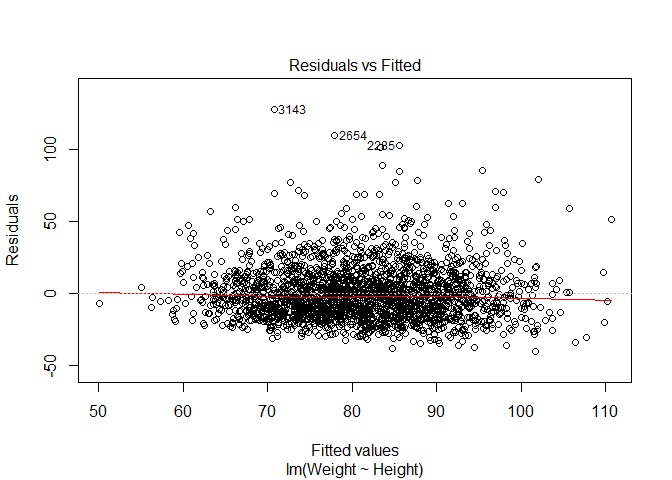 Residuals vs Fitted
3143
2654
2285
Residuals
100
50
0
-50
50 60 70 80 90 100 110
Fitted values
lm(Weight ~ Height)